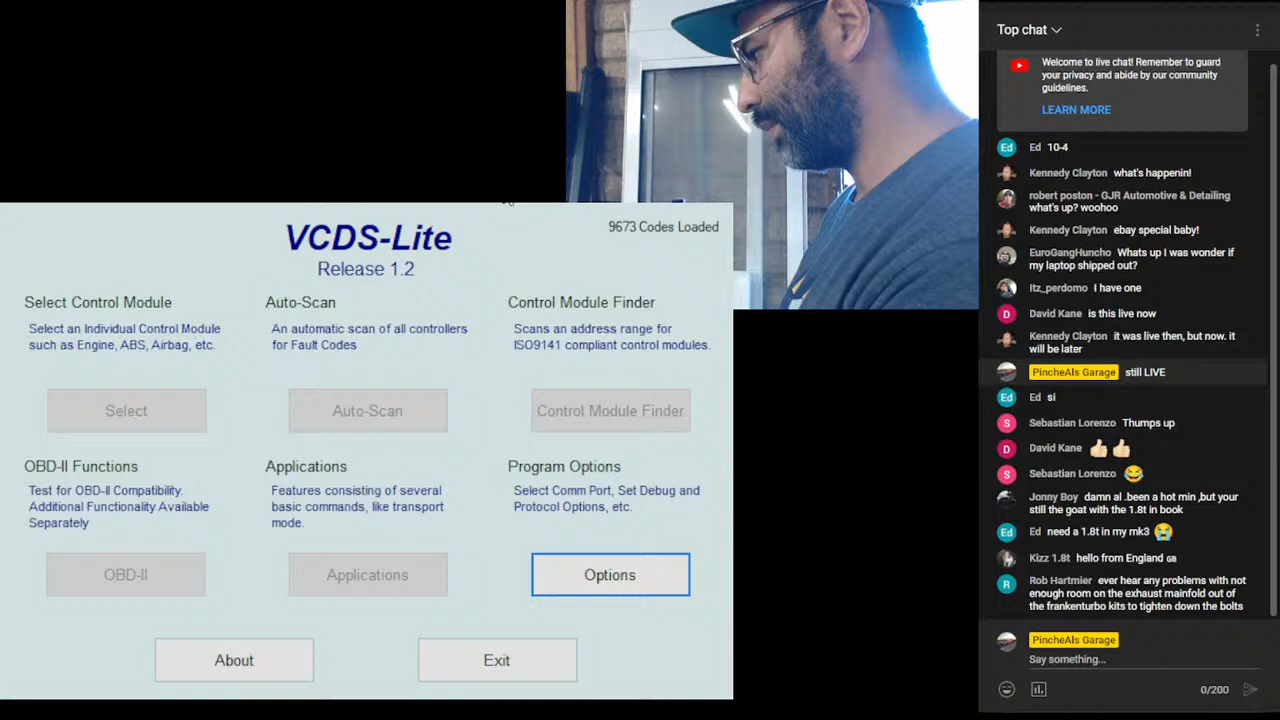 VCDS-Lite
Release 1.2
9673 Codes Loaded
Select Control Module
Select an Individual Control Module
such as Engine, ABS, Airbag, etc.
Select
Auto-Scan
An automatic scan of all controllers
for Fault Codes
Auto-Scan
Control Module Finder
Scans an address range for
ISO9141 compliant control modules.
Control Module Finder
OBD-II Functions
Test for OBD-II Compatibility.
Additional Functionality Available
Separately
OBD-II
Applications
Features consisting of several
basic commands, like transport
mode.
Applications
Program Options
Select Comm Port, Set Debug and
Protocol Options, etc.
Options
About
Exit
Top chat
Welcome to live chat! Remember to guard
your privacy and abide by our community
guidelines.
LEARN MORE
Ed Ed 10-4
Kennedy Clayton what's happenin!
robert poston - GJR Automotive & Detailing
what's up? woohoo
Kennedy Clayton ebay special baby!
EuroGangHuncho Whats up I was wonder if
my laptop shipped out?
Itz_perdomo I have one
D David Kane is this live now
Kennedy Clayton it was live then, but now. it
will be later
PincheAls Garage still LIVE
Ed Ed si
S Sebastian Lorenzo Thumps up
D David Kane 👍🏻👍🏻
S Sebastian Lorenzo 😂
Jonny Boy damn al .been a hot min ,but your
still the goat with the 1.8t in book
Ed Ed need a 1.8t in my mk3 😭
Kizz 1.8t hello from England GB
R Rob Hartmier ever hear any problems with not
enough room on the exhaust mainfold out of
the frankenturbo kits to tighten down the bolts
PincheAls Garage
Say something...
0/200